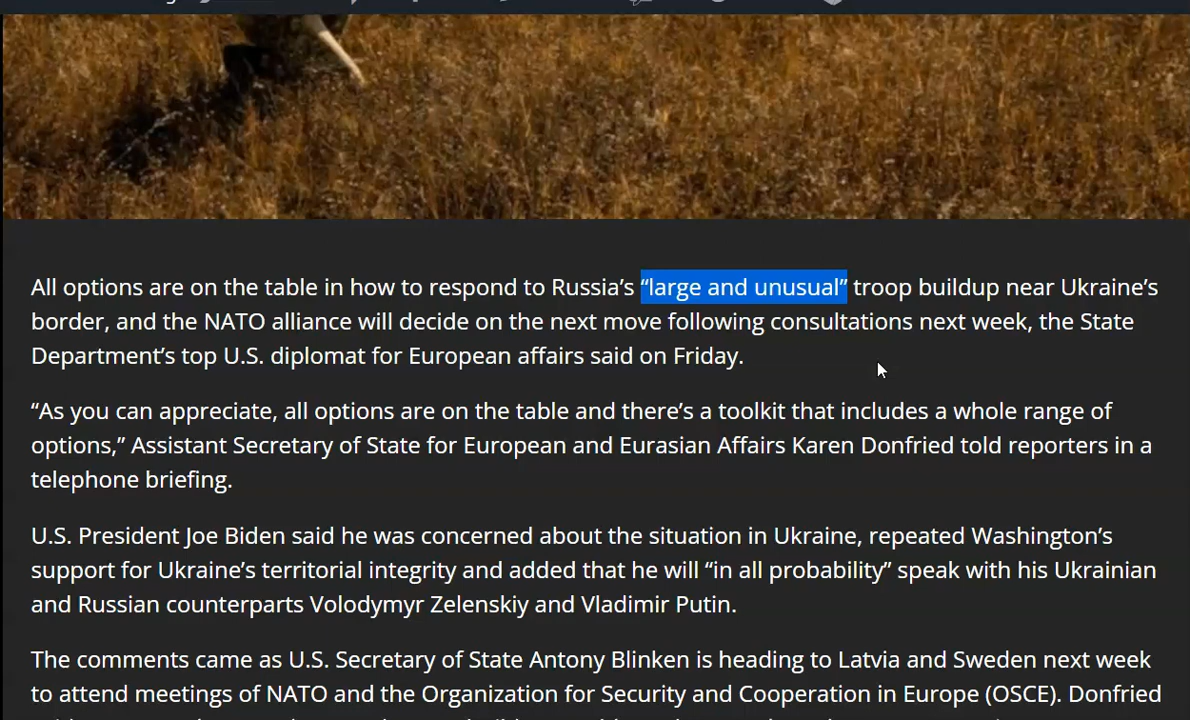 All options are on the table in how to respond to Russia’s “large and unusual” troop buildup near Ukraine’s
border, and the NATO alliance will decide on the next move following consultations next week, the State
Department’s top U.S. diplomat for European affairs said on Friday.
“As you can appreciate, all options are on the table and there’s a toolkit that includes a whole range of
options,” Assistant Secretary of State for European and Eurasian Affairs Karen Donfried told reporters in a
telephone briefing.
U.S. President Joe Biden said he was concerned about the situation in Ukraine, repeated Washington’s
support for Ukraine’s territorial integrity and added that he will “in all probability” speak with his Ukrainian
and Russian counterparts Volodymyr Zelenskiy and Vladimir Putin.
The comments came as U.S. Secretary of State Antony Blinken is heading to Latvia and Sweden next week
to attend meetings of NATO and the Organization for Security and Cooperation in Europe (OSCE). Donfried